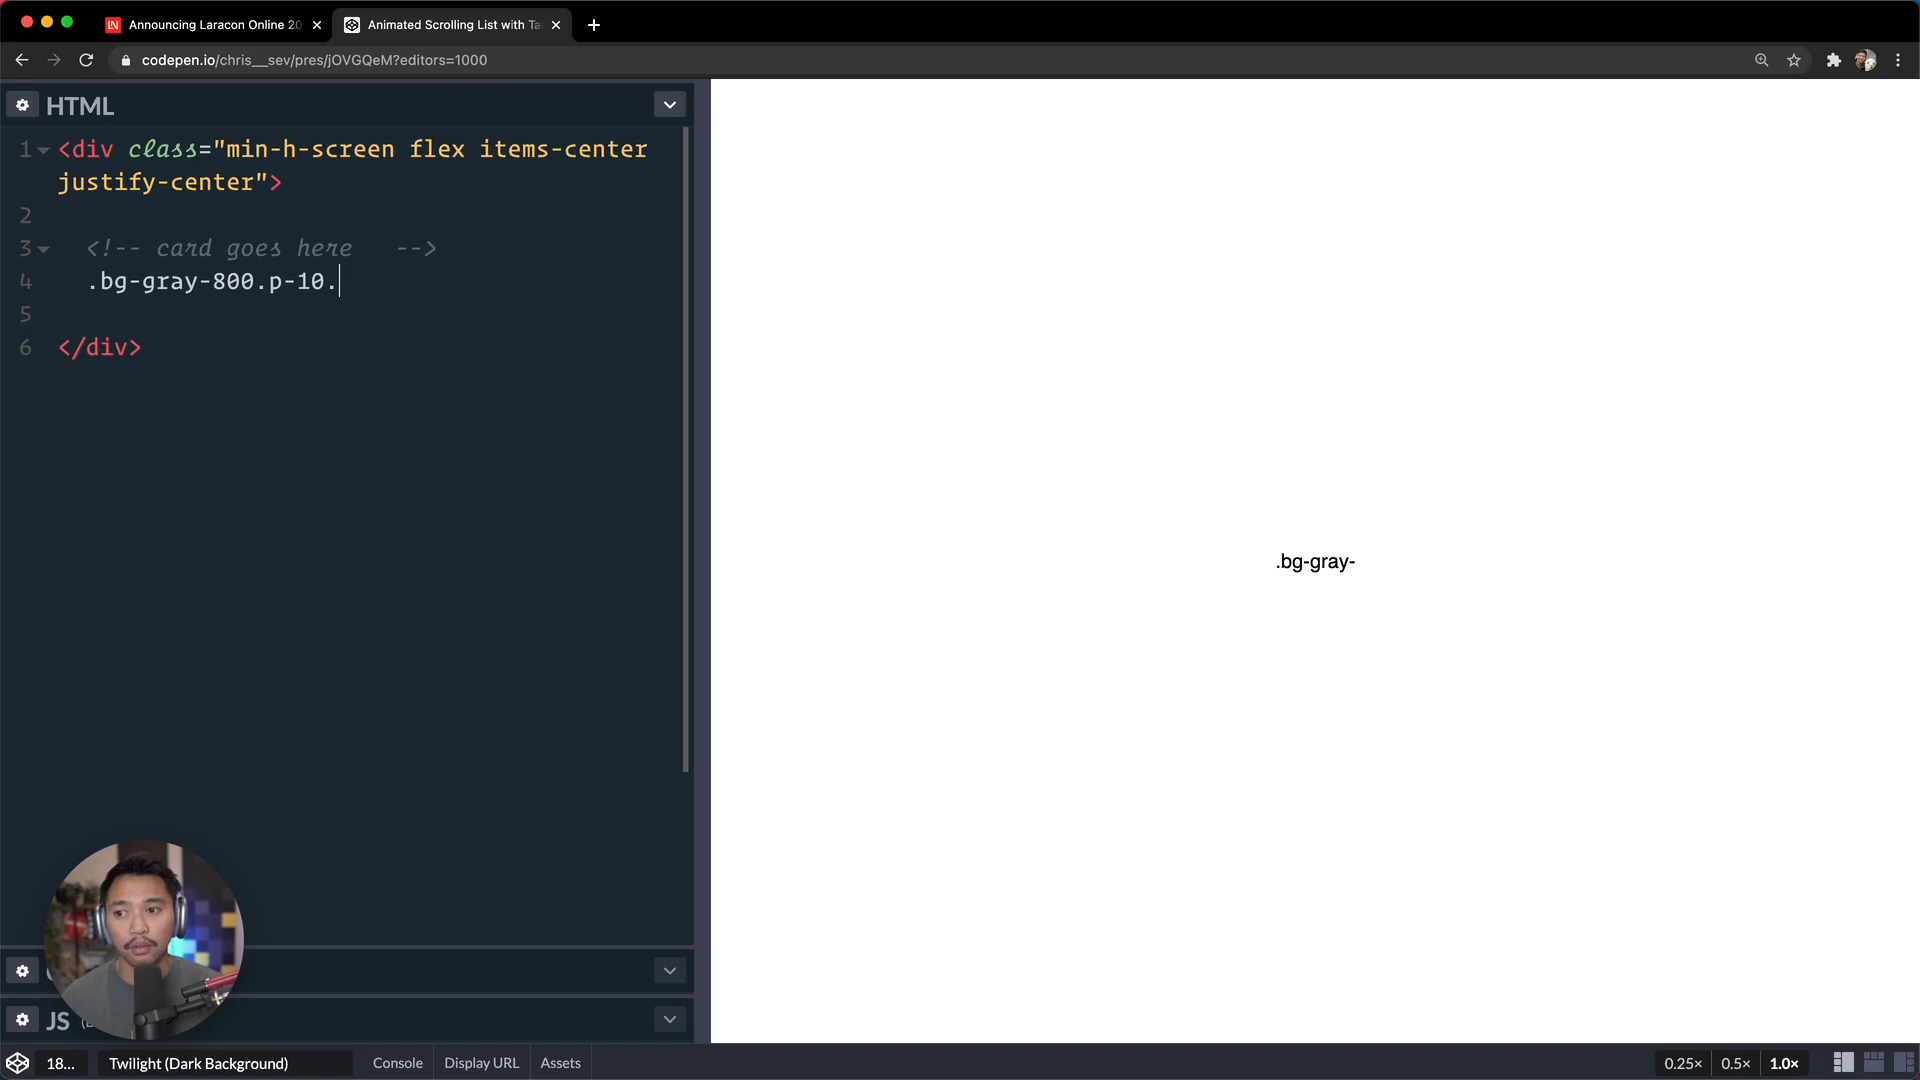 Announcing Laracon Online 20
Animated Scrolling List with Ta
codepen.io/chris__sev/pres/jOVGQeM?editors=1000
HTML
1 <div class="min-h-screen flex items-center
justify-center">
2
3 <!-- card goes here -->
4 .bg-gray-800.p-10.
5
6 </div>
.bg-gray-
JS
18...
Twilight (Dark Background)
Console
Display URL
Assets
0.25×
0.5×
1.0×